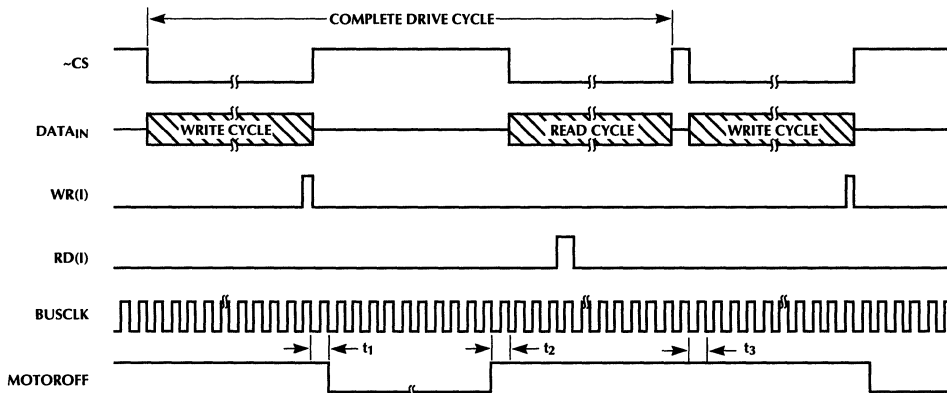 COMPLETE DRIVE CYCLE
~CS
DATAIN
WRITE CYCLE
READ CYCLE
WRITE CYCLE
WR(I)
RD(I)
BUSCLK
t1
t2
t3
MOTOROFF